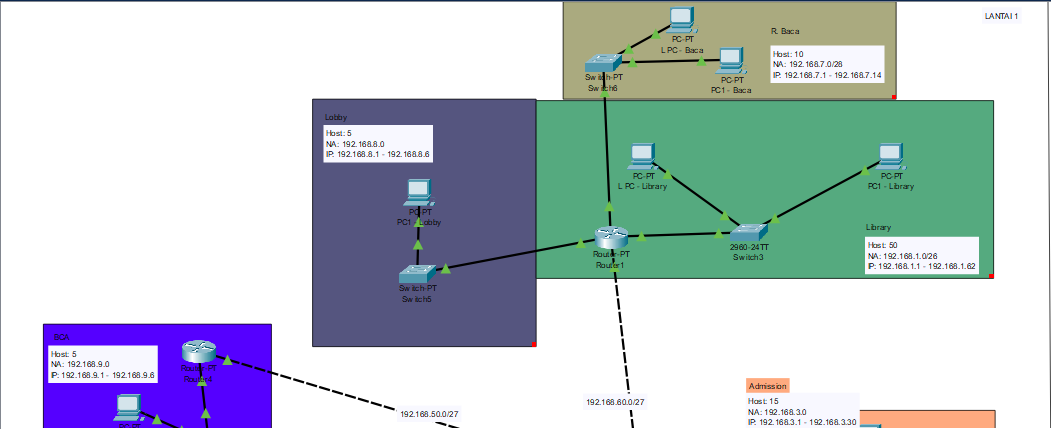 LANTAI 1
PC-PT
L PC - Baca
R. Baca
Host: 10
NA: 192.168.7.0/28
IP: 192.168.7.1 - 192.168.7.14
PC-PT
PC1 - Baca
Switch-PT
Switch6
Lobby
Host: 5
NA: 192.168.8.0
IP: 192.168.8.1 - 192.168.8.6
PC-PT
PC1 - Lobby
Switch-PT
Switch5
PC-PT
L PC - Library
PC-PT
PC1 - Library
Router-PT
Router1
2960-24TT
Switch3
Library
Host: 50
NA: 192.168.1.0/26
IP: 192.168.1.1 - 192.168.1.62
BCA
Host: 5
NA: 192.168.9.0
IP: 192.168.9.1 - 192.168.9.6
Router-PT
Router4
PC-PT
192.168.50.0/27
192.168.60.0/27
Admission
Host: 15
NA: 192.168.3.0
IP: 192.168.3.1 - 192.168.3.30